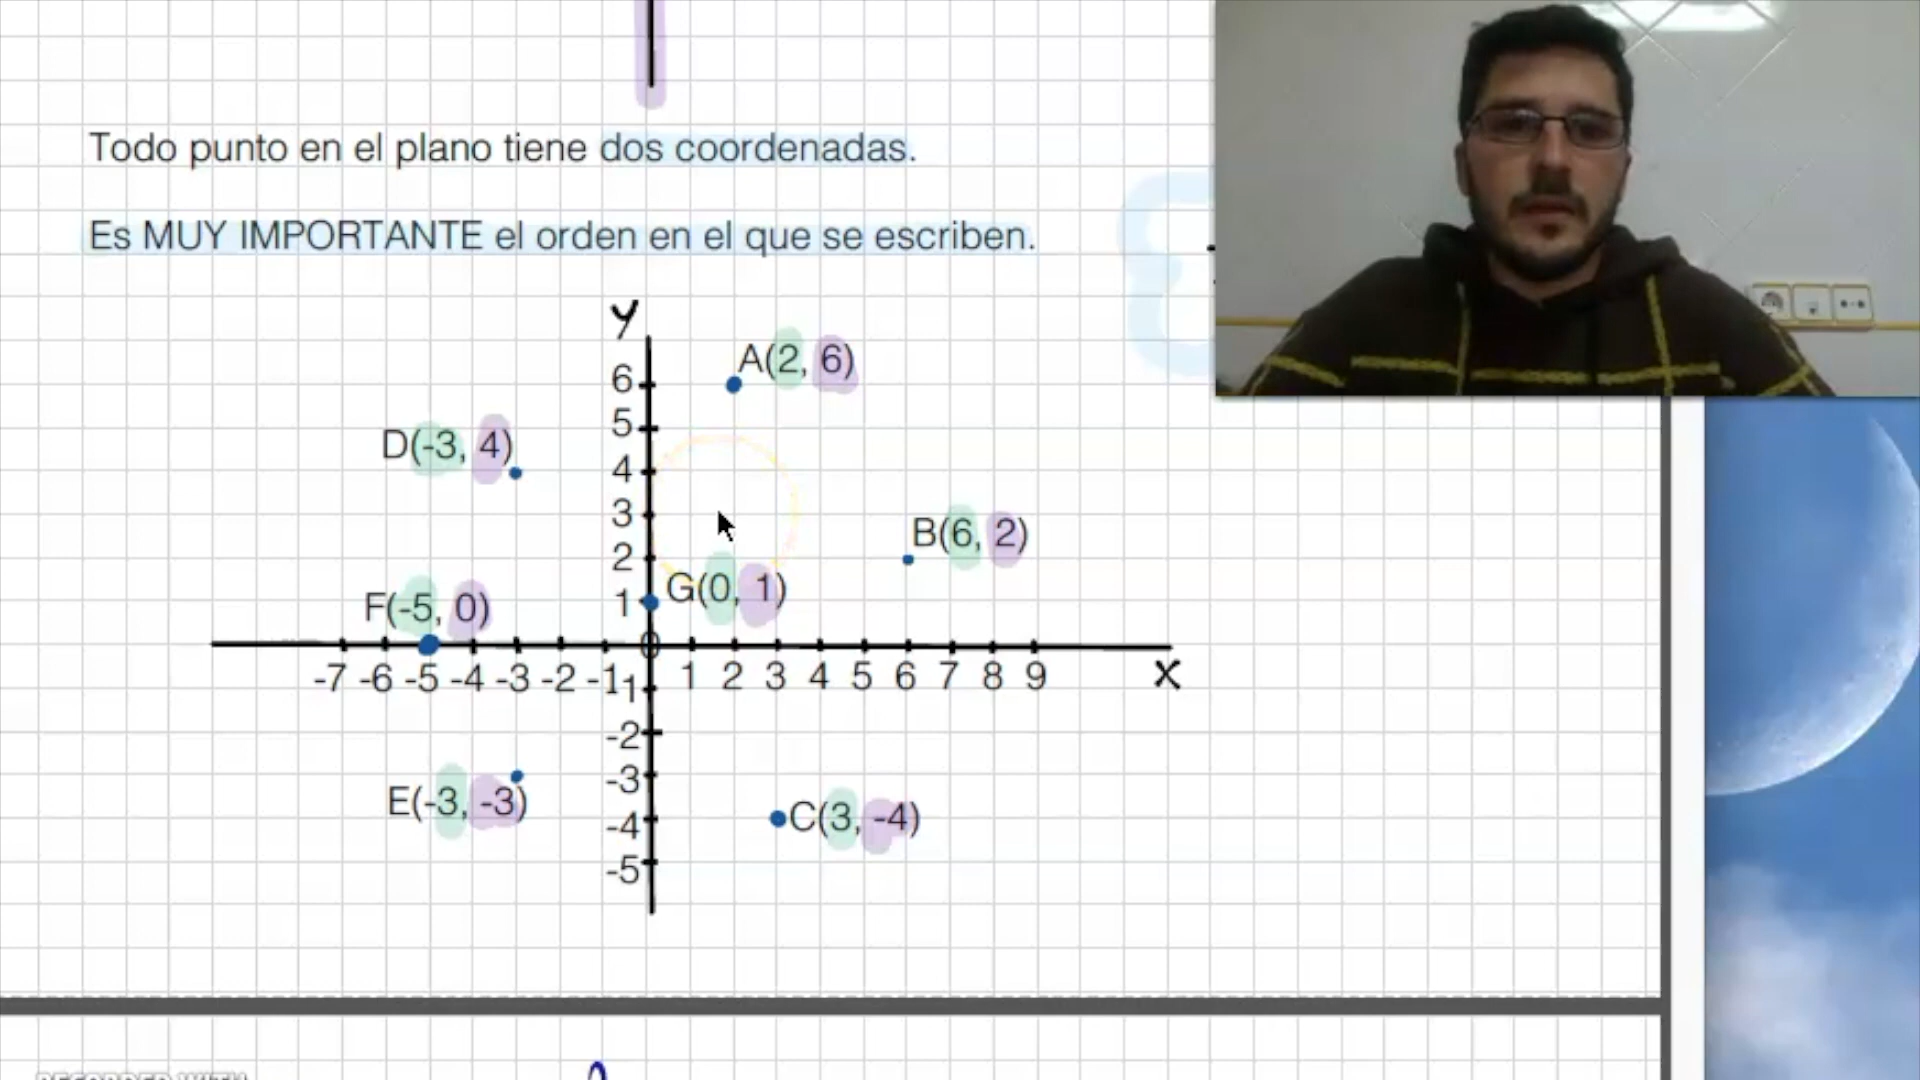 Todo punto en el plano tiene dos coordenadas.
Es MUY IMPORTANTE el orden en el que se escriben.
y
A(2, 6)
6
5
D(-3, 4)
4
3
B(6, 2)
2
G(0, 1)
1
F(-5, 0)
0
-7 -6 -5 -4 -3 -2 -1 1 2 3 4 5 6 7 8 9 x
1
-2
-3
E(-3, -3)
-4
C(3, -4)
-5
RECORDED WITH